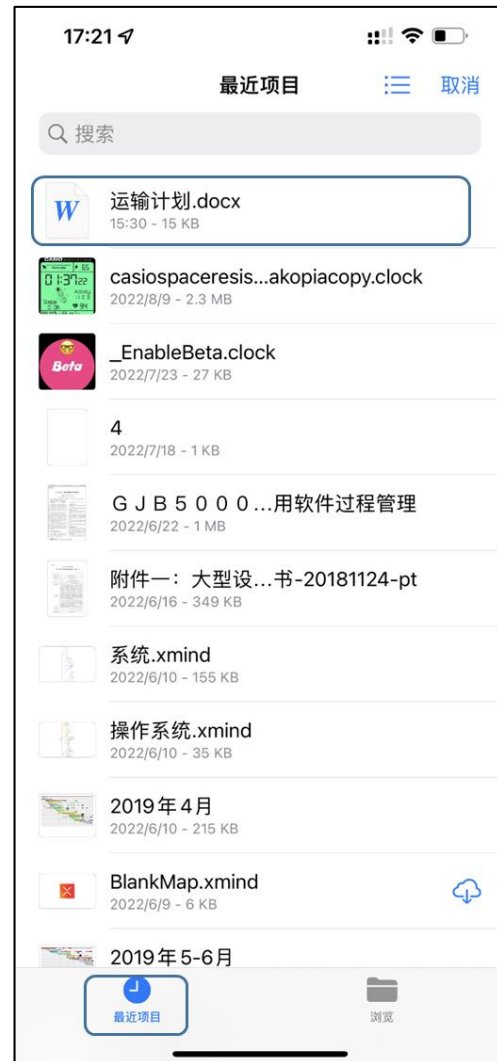 17:21
最近项目
取消
搜索
运输计划.docx
15:30 - 15 KB
casiospaceresis...akopiacopy.clock
2022/8/9 - 2.3 MB
_EnableBeta.clock
2022/7/23 - 27 KB
4
2022/7/18 - 1 KB
ＧＪＢ５０００...用软件过程管理
2022/6/22 - 1 MB
附件一：大型设...书-20181124-pt
2022/6/16 - 349 KB
系统.xmind
2022/6/10 - 155 KB
操作系统.xmind
2022/6/10 - 35 KB
2019年4月
2022/6/10 - 215 KB
BlankMap.xmind
2022/6/9 - 6 KB
2019年5-6月
最近项目
浏览
W
CASIO
Beta